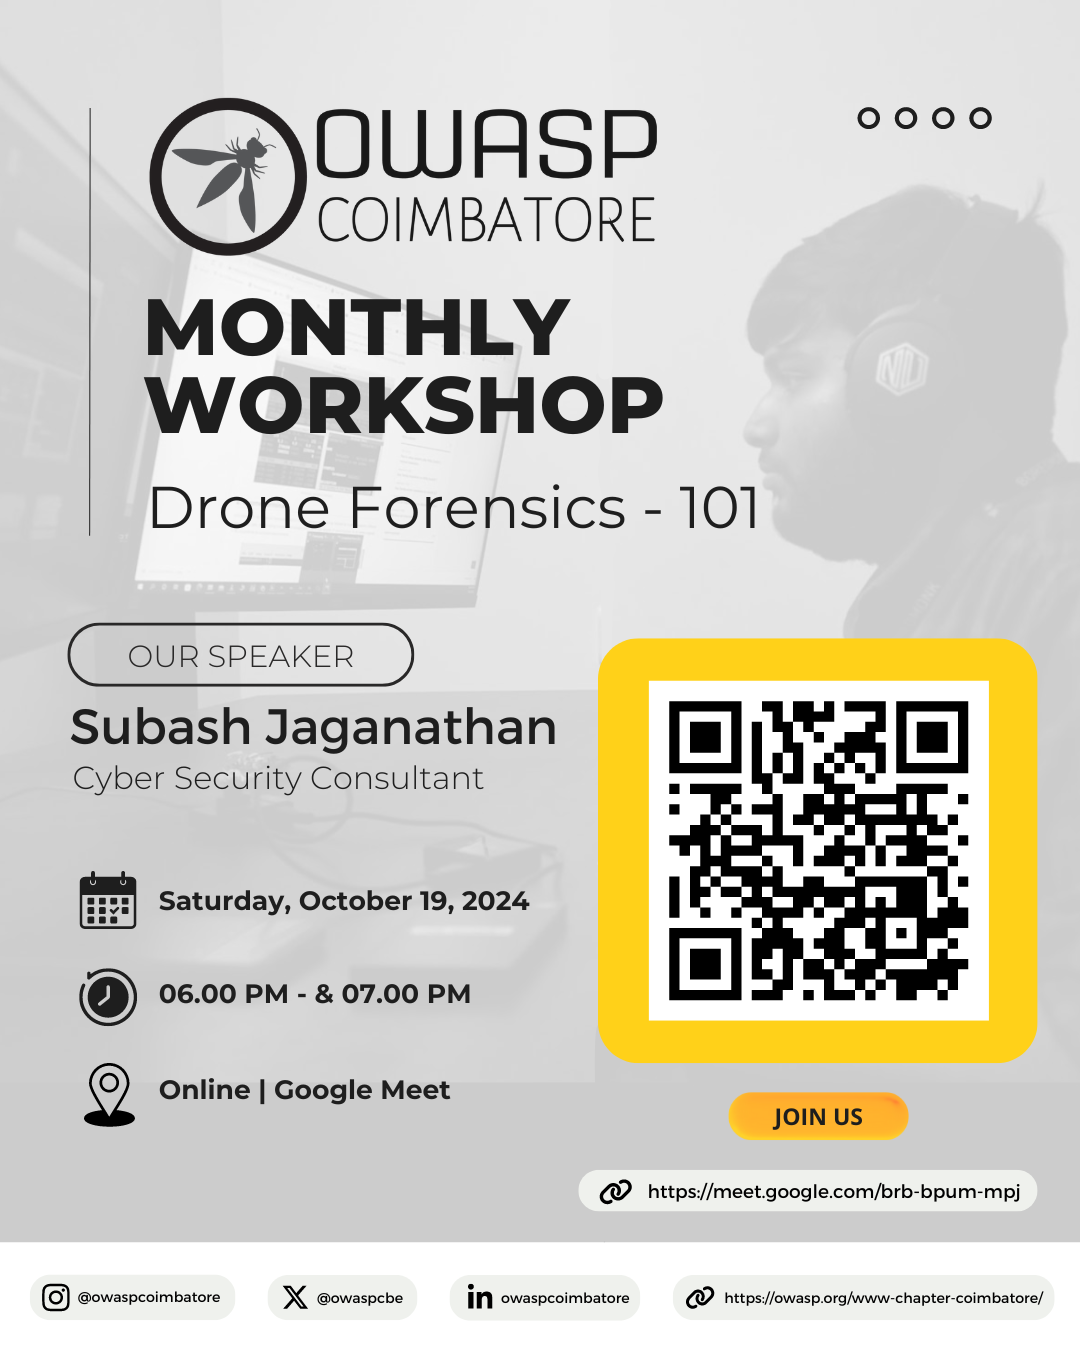 OWASP
COIMBATORE
MONTHLY
WORKSHOP
Drone Forensics - 101
OUR SPEAKER
Subash Jaganathan
Cyber Security Consultant
Saturday, October 19, 2024
06.00 PM - & 07.00 PM
Online | Google Meet
JOIN US
https://meet.google.com/brb-bpum-mpj
@owaspcoimbatore
@owaspcbe
owaspcoimbatore
https://owasp.org/www-chapter-coimbatore/